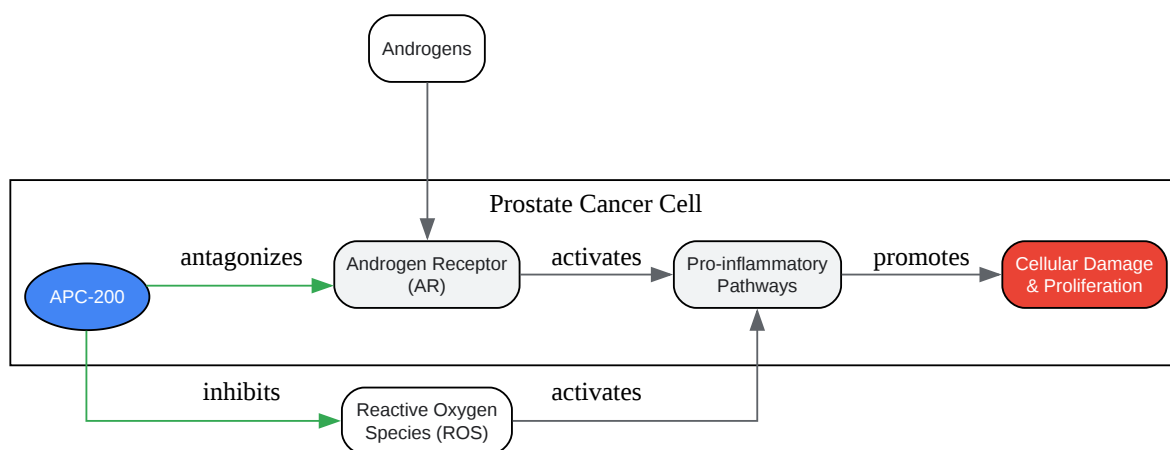 Androgens
Prostate Cancer Cell
antagonizes
Androgen Receptor
(AR)
activates
Pro-inflammatory
Pathways
promotes
Cellular Damage
& Proliferation
APC-200
inhibits
Reactive Oxygen
Species (ROS)
activates